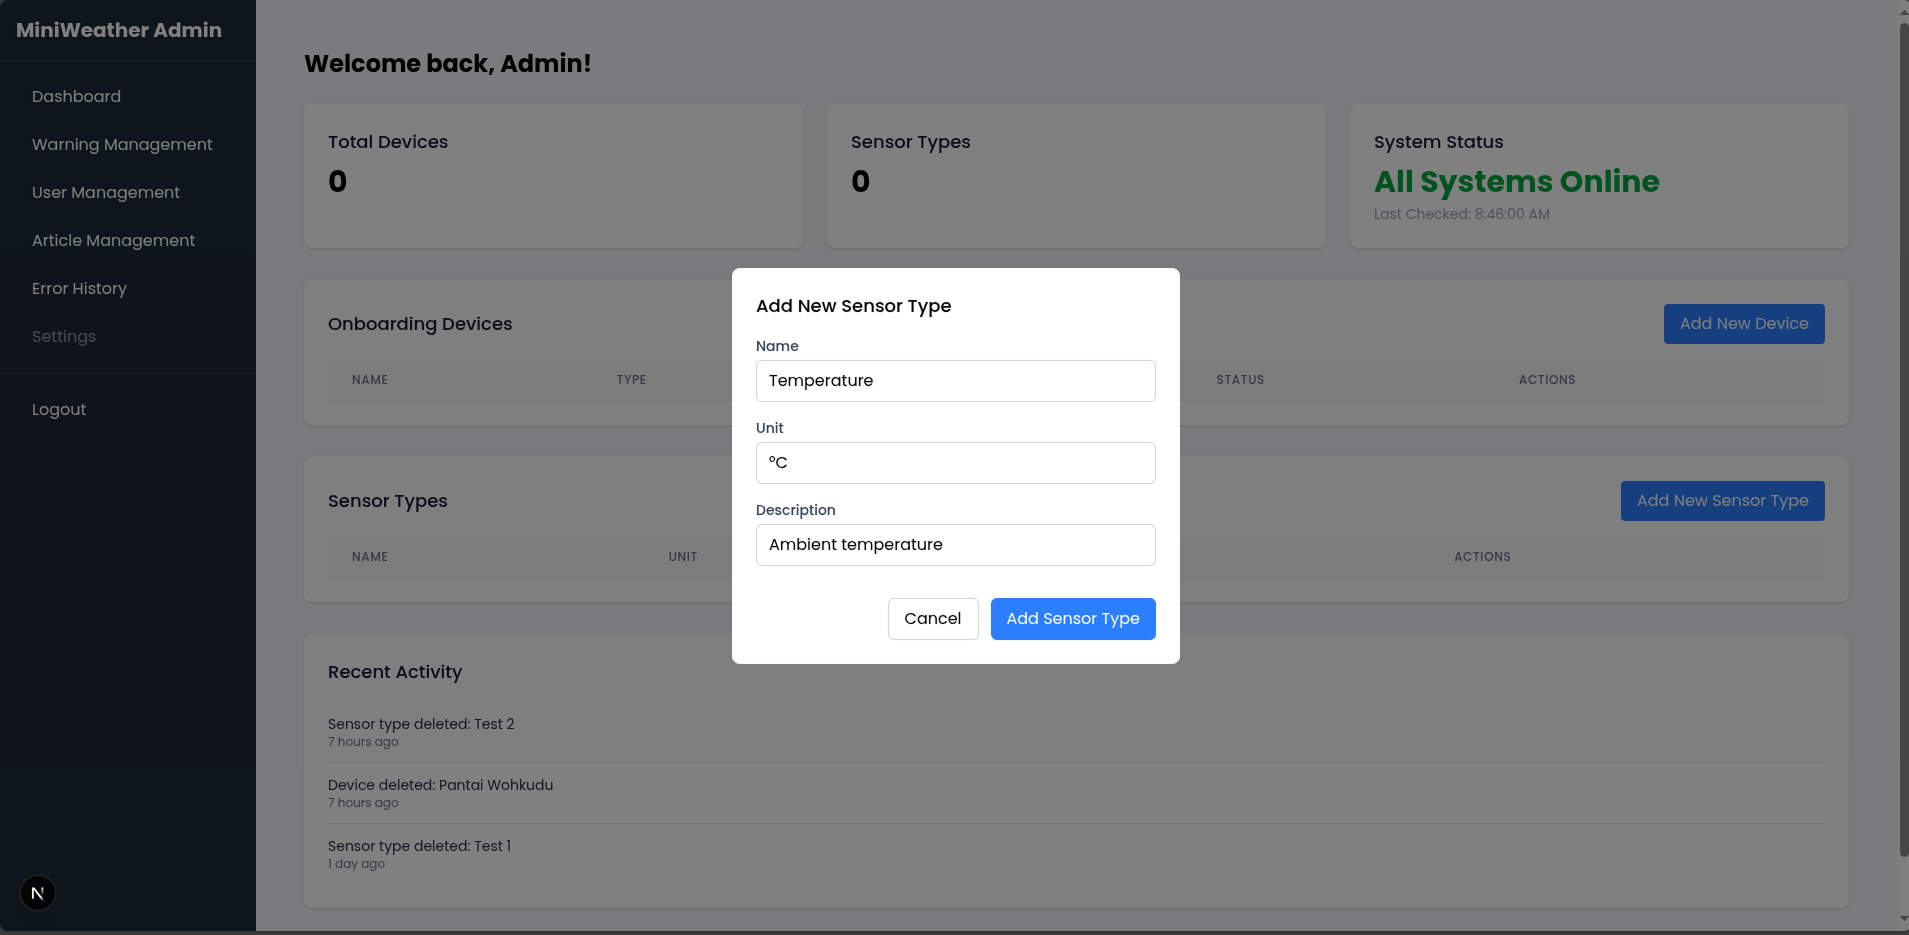 MiniWeather Admin
Dashboard
Warning Management
User Management
Article Management
Error History
Settings
Logout
N
Welcome back, Admin!
Total Devices
0
Sensor Types
0
System Status
All Systems Online
Last Checked: 8:46:00 AM
Onboarding Devices
Add New Device
NAME TYPE STATUS ACTIONS
Sensor Types
Add New Sensor Type
NAME UNIT ACTIONS
Add New Sensor Type
Name
Temperature
Unit
°C
Description
Ambient temperature
Cancel Add Sensor Type
Recent Activity
Sensor type deleted: Test 2
7 hours ago
Device deleted: Pantai Wohkudu
7 hours ago
Sensor type deleted: Test 1
1 day ago